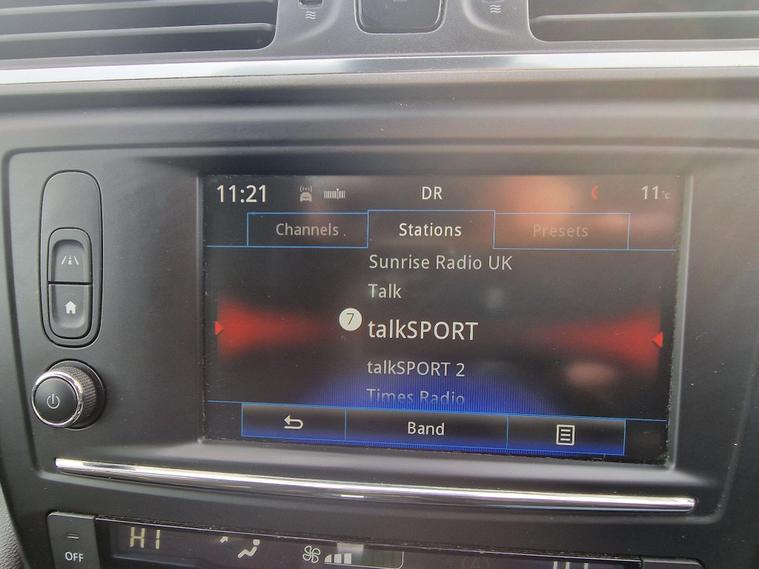 11:21 DR 11°C
Channels Stations Presets
Sunrise Radio UK
Talk
7 talkSPORT
talkSPORT 2
Times Radio
Band
OFF HI